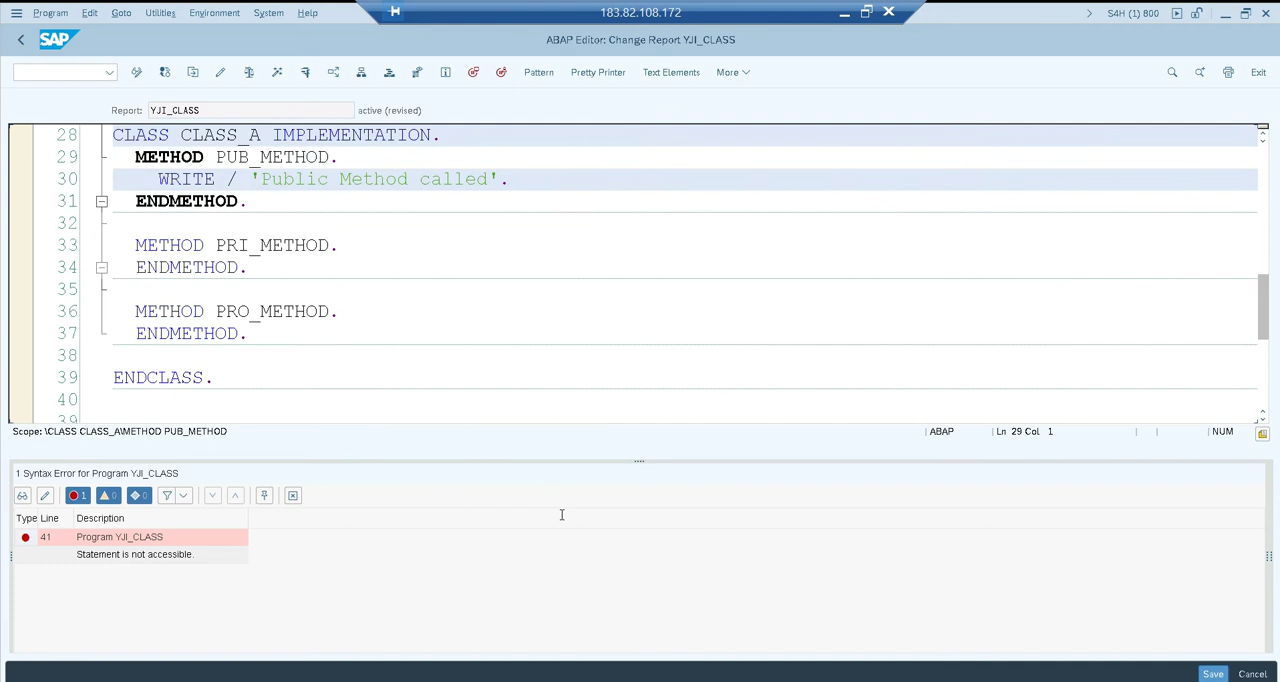 Program Edit Goto Utilities Environment System Help 183.82.108.172 S4H (1) 800
SAP ABAP Editor: Change Report YJI_CLASS
Pattern Pretty Printer Text Elements More Exit
Report: YJI_CLASS active (revised)
28 CLASS CLASS_A IMPLEMENTATION.
29 METHOD PUB_METHOD.
30 WRITE / 'Public Method called'.
31 ENDMETHOD.
32
33 METHOD PRI_METHOD.
34 ENDMETHOD.
35
36 METHOD PRO_METHOD.
37 ENDMETHOD.
38
39 ENDCLASS.
40
39
Scope: \CLASS CLASS_A\METHOD PUB_METHOD ABAP Ln 29 Col 1 NUM
1 Syntax Error for Program YJI_CLASS
1 0 0
Type Line Description
41 Program YJI_CLASS
Statement is not accessible.
Save Cancel